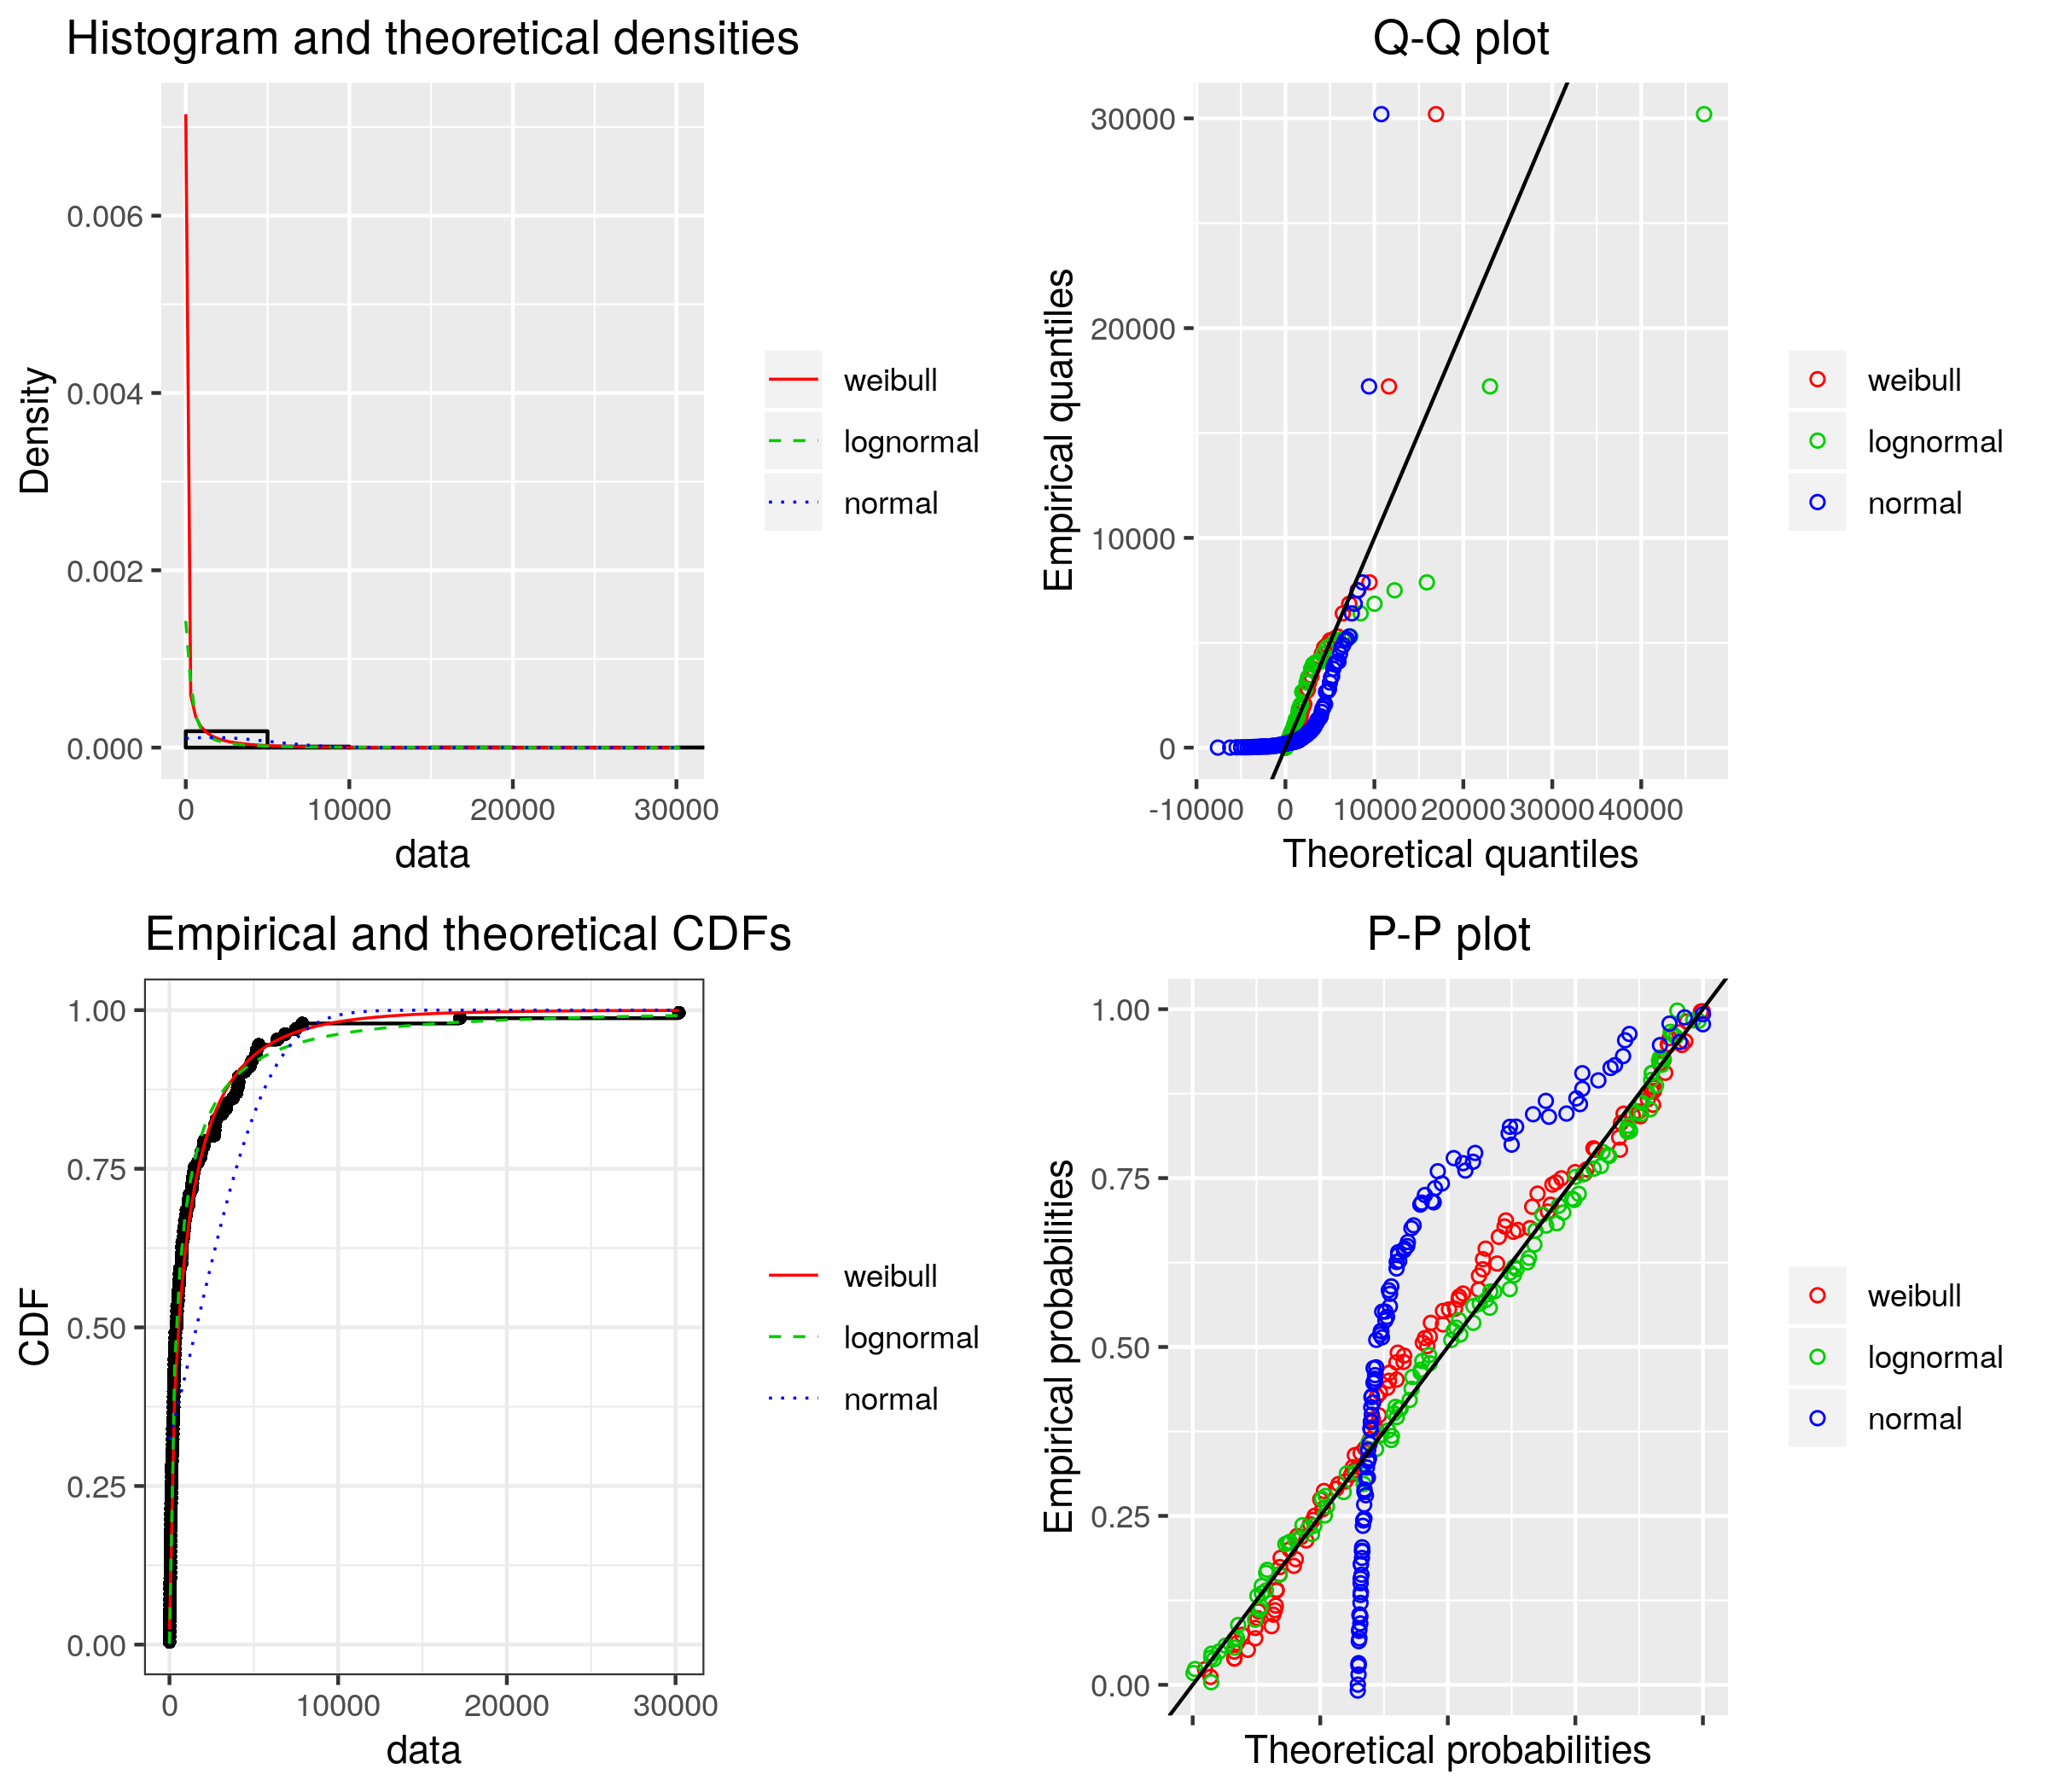 Histogram and theoretical densities
Density
0.006
0.004
0.002
0.000
0 10000 20000 30000
data
weibull
lognormal
normal
Q-Q plot
Empirical quantiles
30000
20000
10000
0
-10000 0 10000 20000 30000 40000
Theoretical quantiles
weibull
lognormal
normal
Empirical and theoretical CDFs
CDF
1.00
0.75
0.50
0.25
0.00
0 10000 20000 30000
data
weibull
lognormal
normal
P-P plot
Empirical probabilities
1.00
0.75
0.50
0.25
0.00
Theoretical probabilities
weibull
lognormal
normal